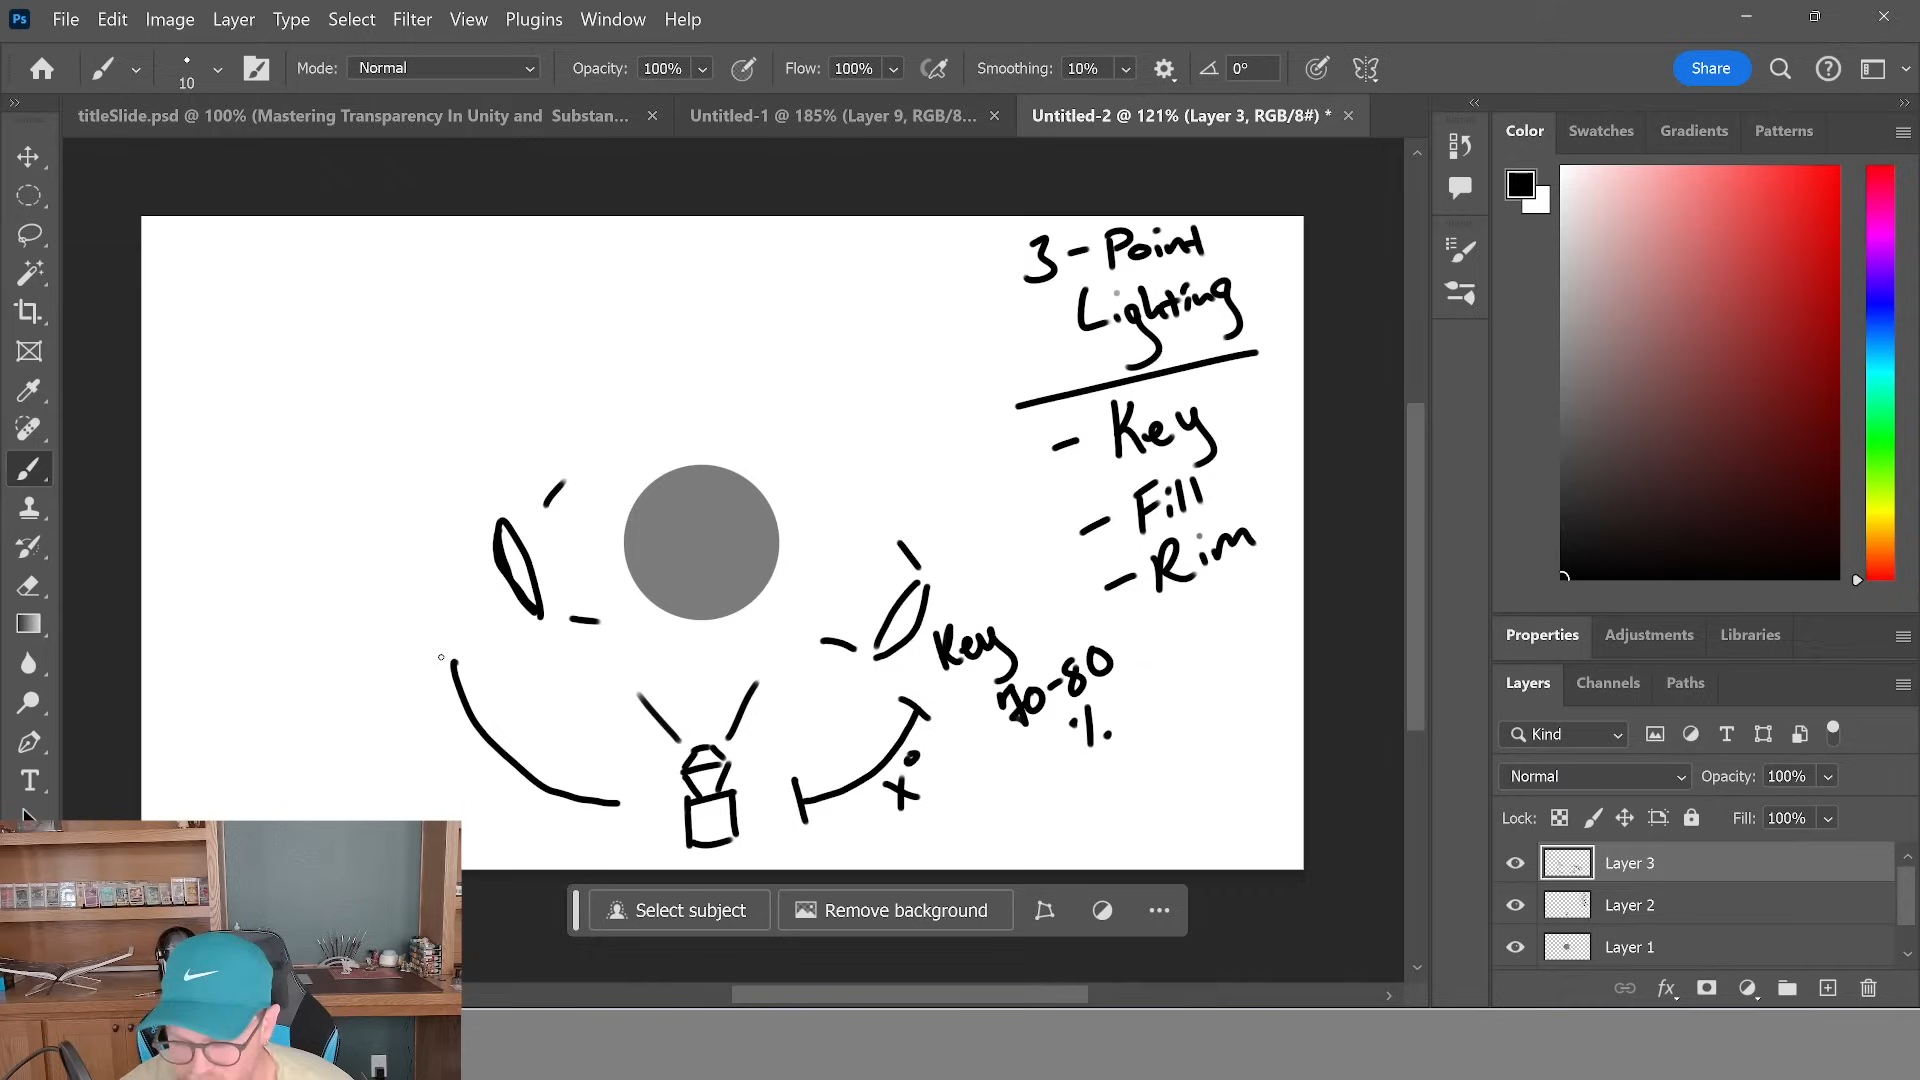 Ps File Edit Image Layer Type Select Filter View Plugins Window Help
10 Mode: Normal Opacity: 100% Flow: 100% Smoothing: 10% 0° Share
titleSlide.psd @ 100% (Mastering Transparency In Unity and Substan... Untitled-1 @ 185% (Layer 9, RGB/8... Untitled-2 @ 121% (Layer 3, RGB/8#) *
Color Swatches Gradients Patterns
3 - Point
Lighting
- Key
- Fill
- Rim
Key
70-80
%
x°
Properties Adjustments Libraries
Layers Channels Paths
Kind
Normal Opacity: 100%
Lock: Fill: 100%
Layer 3
Layer 2
Layer 1
Select subject Remove background